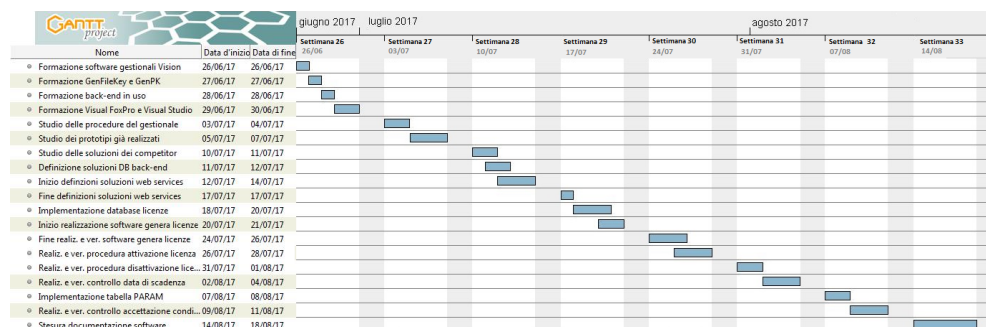 GANTT project
giugno 2017 luglio 2017 agosto 2017
Settimana 26 Settimana 27 Settimana 28 Settimana 29 Settimana 30 Settimana 31 Settimana 32 Settimana 33
Nome Data d'inizio Data di fine 26/06 03/07 10/07 17/07 24/07 31/07 07/08 14/08
Formazione software gestionali Vision 26/06/17 26/06/17
Formazione GenFileKey e GenPK 27/06/17 27/06/17
Formazione back-end in uso 28/06/17 28/06/17
Formazione Visual FoxPro e Visual Studio 29/06/17 30/06/17
Studio delle procedure del gestionale 03/07/17 04/07/17
Studio dei prototipi già realizzati 05/07/17 07/07/17
Studio delle soluzioni dei competitor 10/07/17 11/07/17
Definizione soluzioni DB back-end 11/07/17 12/07/17
Inizio definzioni soluzioni web services 12/07/17 14/07/17
Fine definizioni soluzioni web services 17/07/17 17/07/17
Implementazione database licenze 18/07/17 20/07/17
Inizio realizzazione software genera licenze 20/07/17 21/07/17
Fine realiz. e ver. software genera licenze 24/07/17 26/07/17
Realiz. e ver. procedura attivazione licenza 26/07/17 28/07/17
Realiz. e ver. procedura disattivazione lice... 31/07/17 01/08/17
Realiz. e ver. controllo data di scadenza 02/08/17 04/08/17
Implementazione tabella PARAM 07/08/17 08/08/17
Realiz. e ver. controllo accettazione condi... 09/08/17 11/08/17
Stesura documentazione software 14/08/17 18/08/17